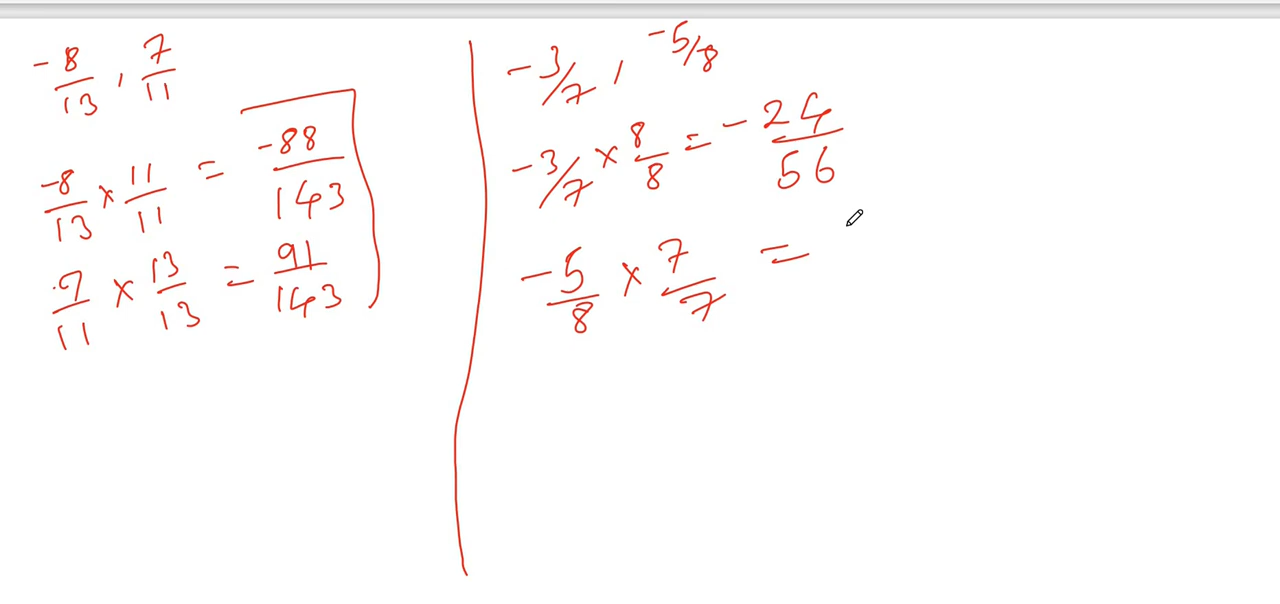 -8/13 , 7/11
-8/13 × 11/11 = -88/143
7/11 × 13/13 = 91/143
-3/7 , -5/8
-3/7 × 8/8 = -24/56
-5/8 × 7/7 =